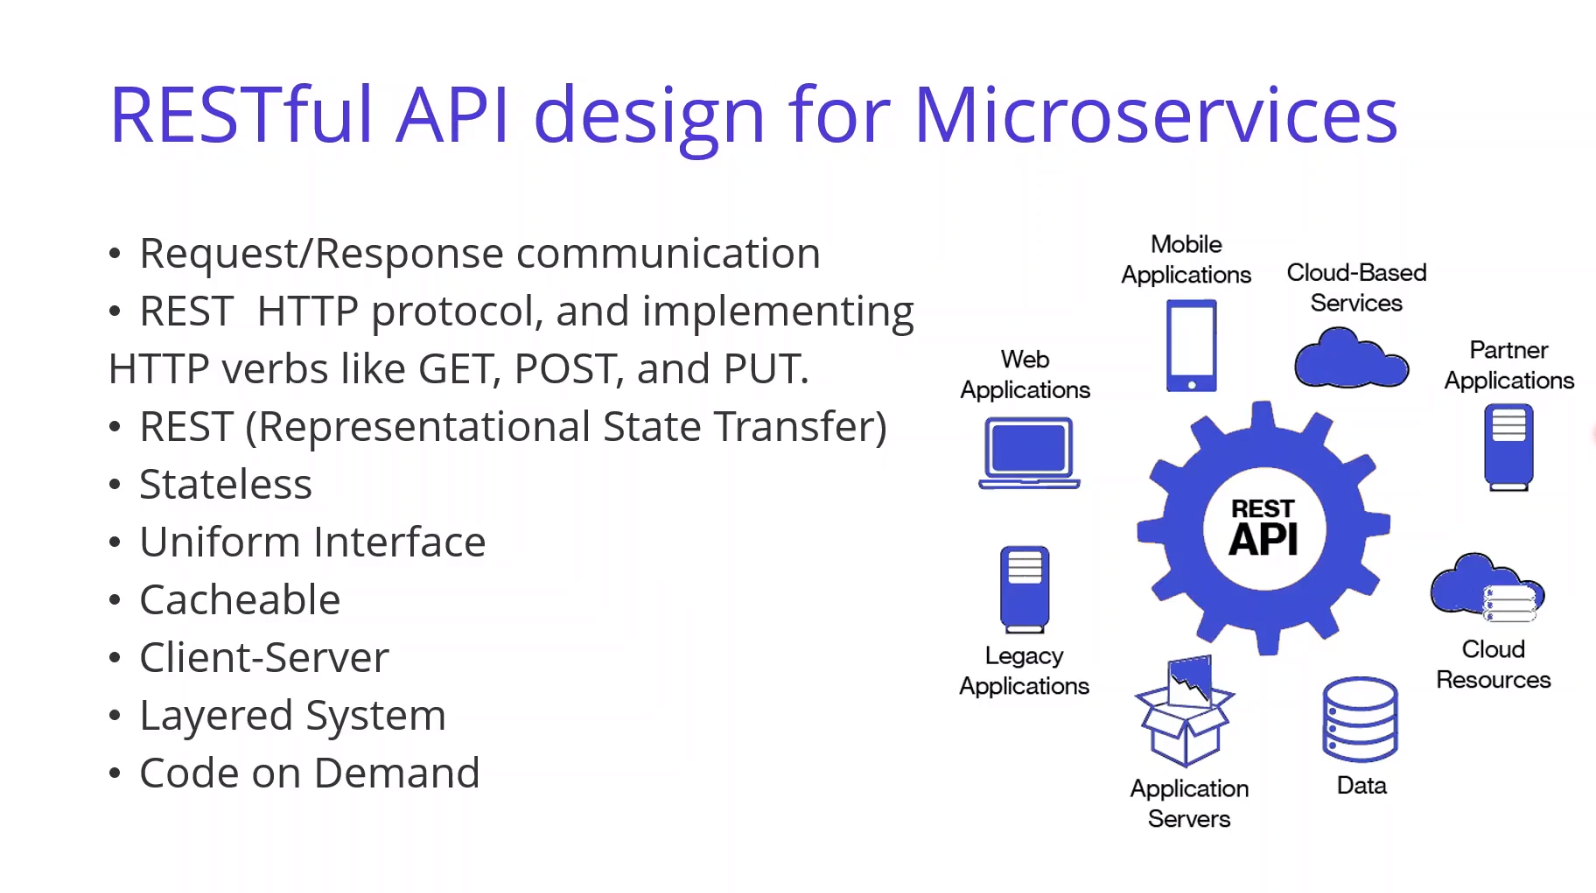 RESTful API design for Microservices
• Request/Response communication
• REST  HTTP protocol, and implementing
HTTP verbs like GET, POST, and PUT.
• REST (Representational State Transfer)
• Stateless
• Uniform Interface
• Cacheable
• Client-Server
• Layered System
• Code on Demand
Mobile
Applications
Cloud-Based
Services
Web
Applications
Partner
Applications
REST
API
Legacy
Applications
Cloud
Resources
Application
Servers
Data